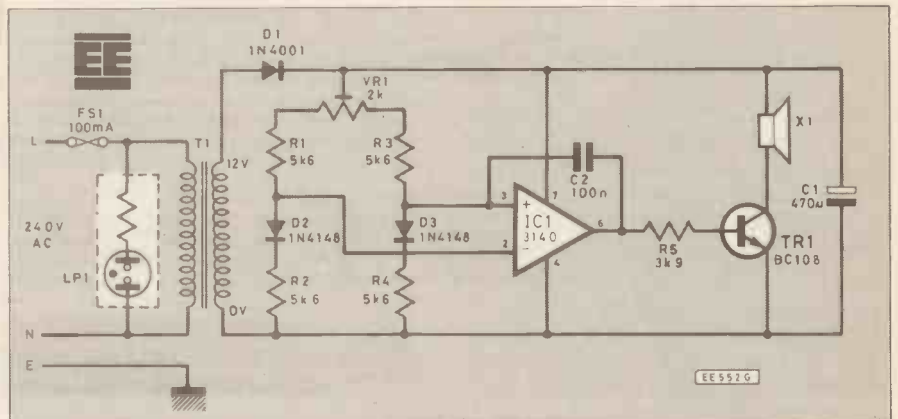 EE
D1
1N4001
VR1
2k
FS1
100mA
L
T1
12V
R1
5k6
R3
5k6
C2
100n
X1
C1
470µ
240V
AC
LP1
D2
1N4148
D3
1N4148
3
+
7
IC1
3140
6
2
-
4
R5
3k9
TR1
BC108
R2
5k6
R4
5k6
0V
N
E
EE552G